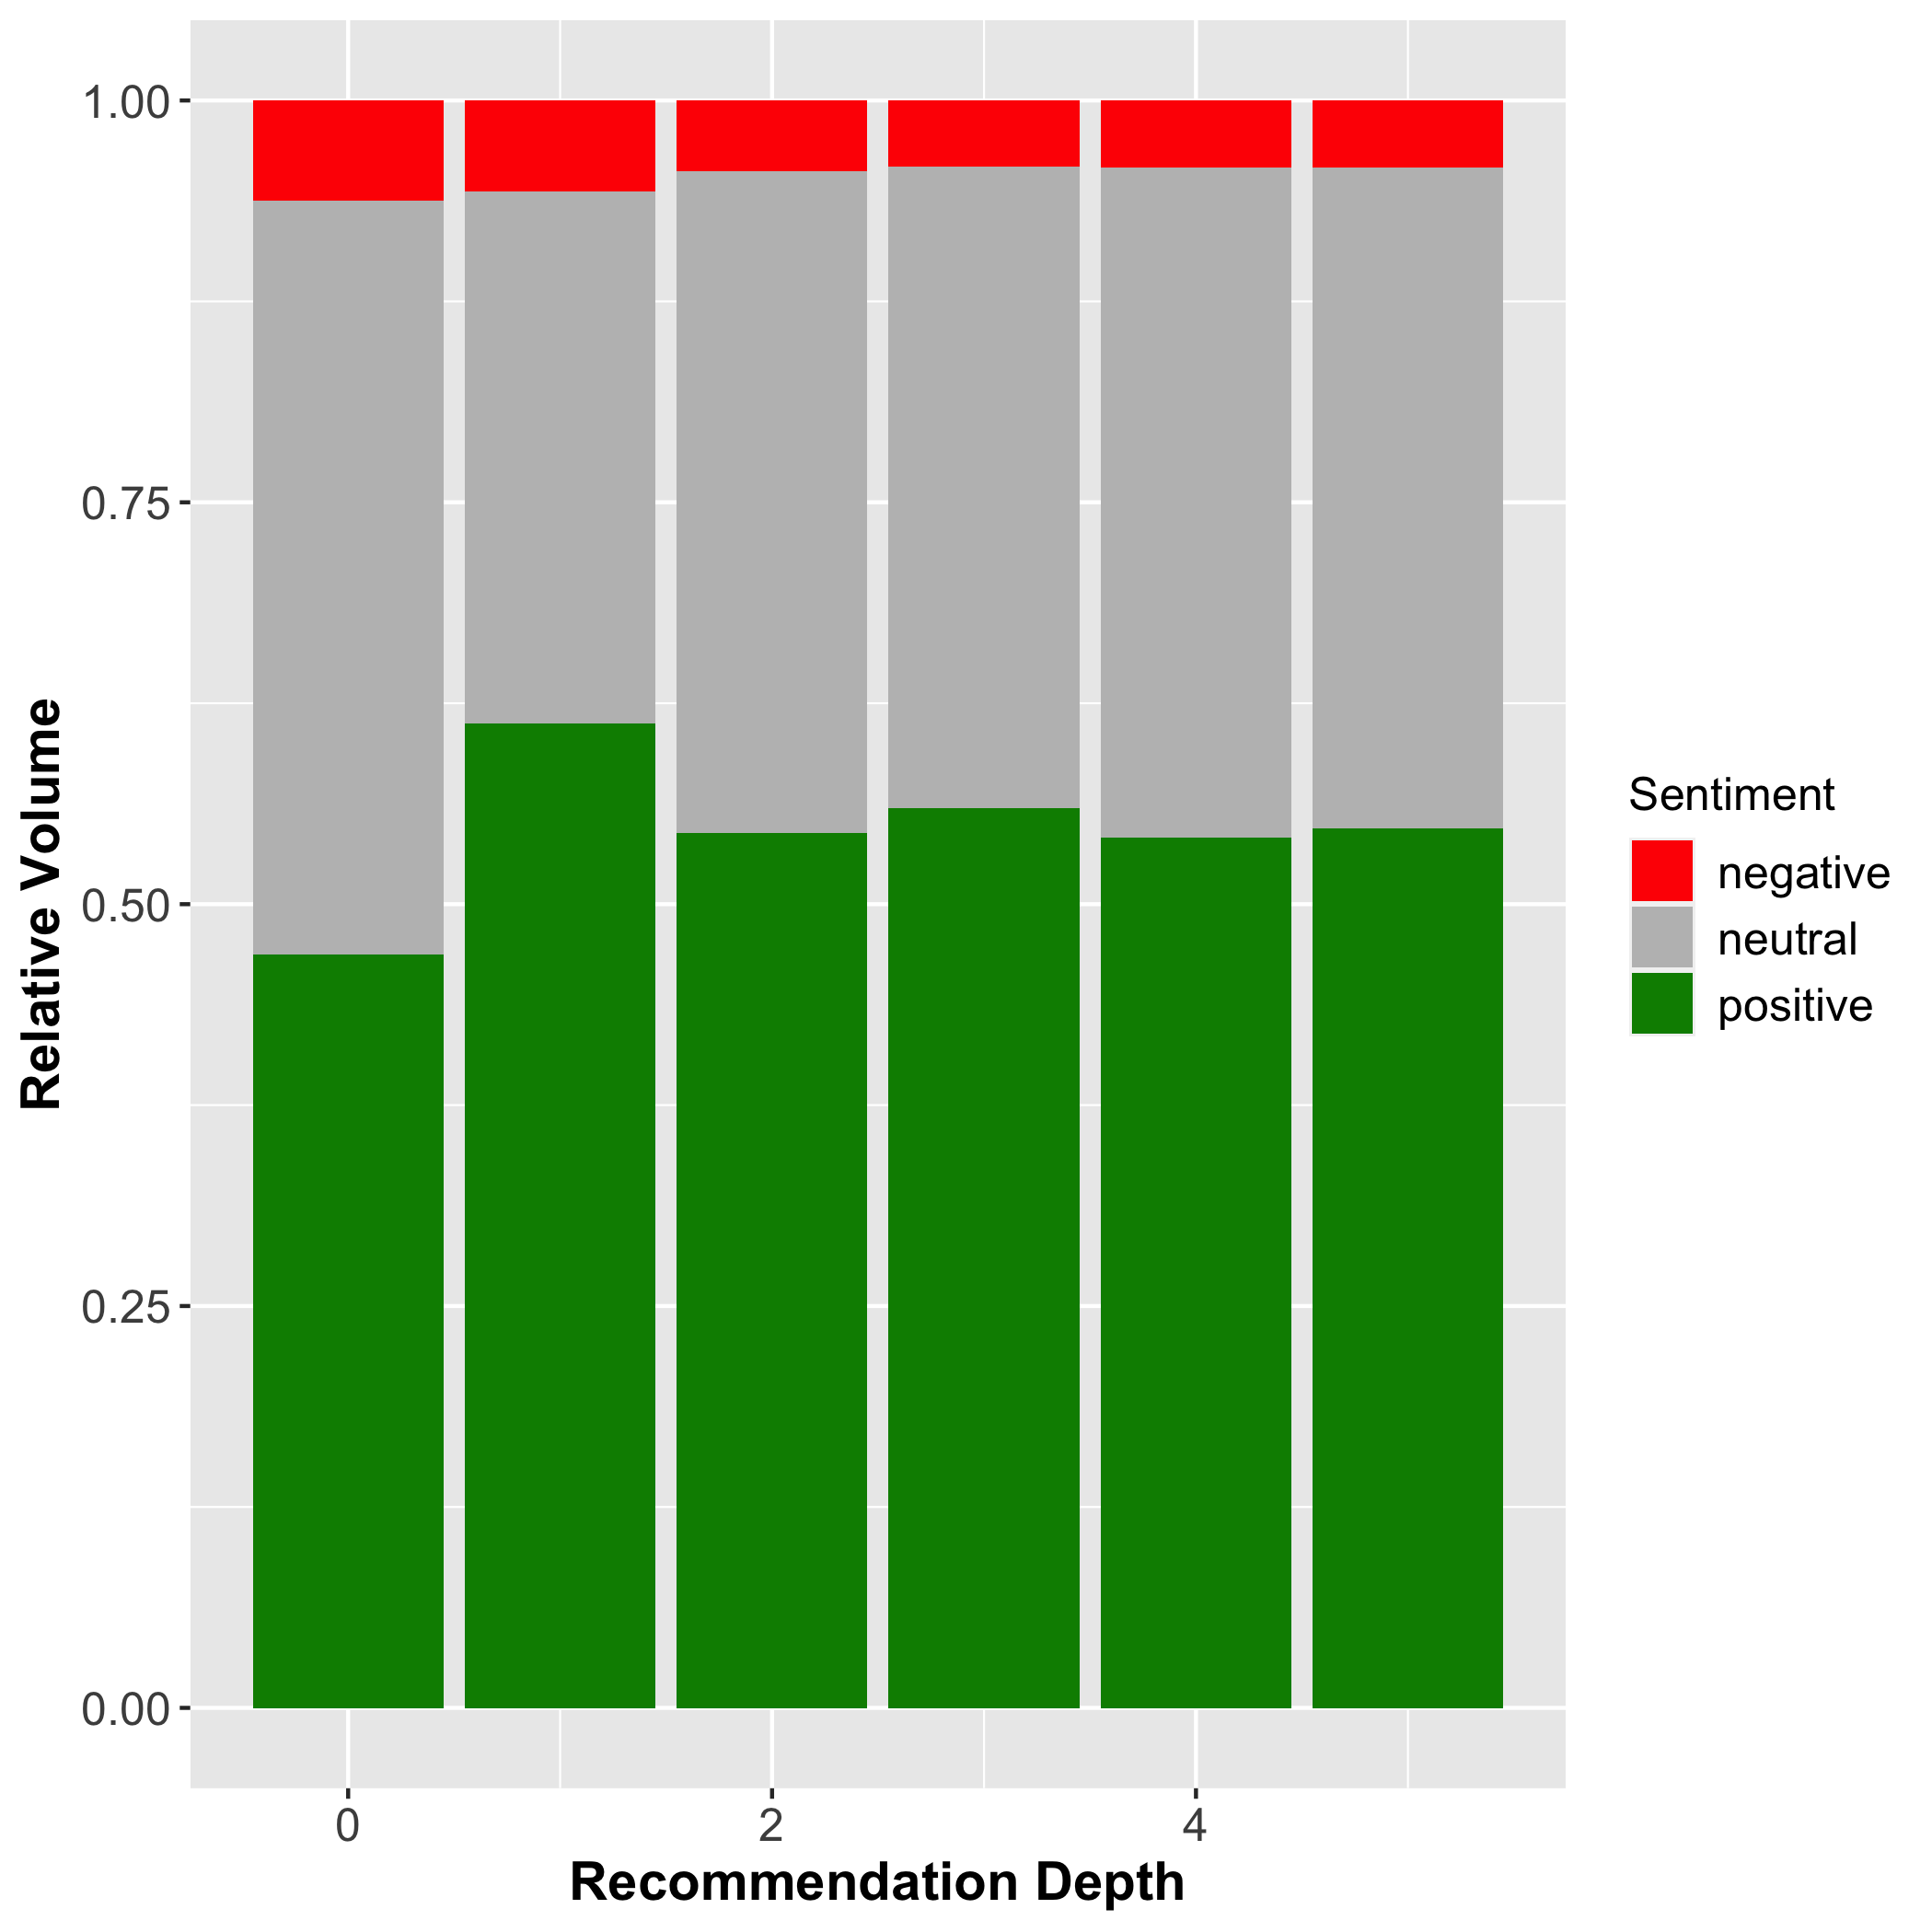 1.00
0.75
0.50
0.25
0.00
Relative Volume
0
2
4
Recommendation Depth
Sentiment
negative
neutral
positive